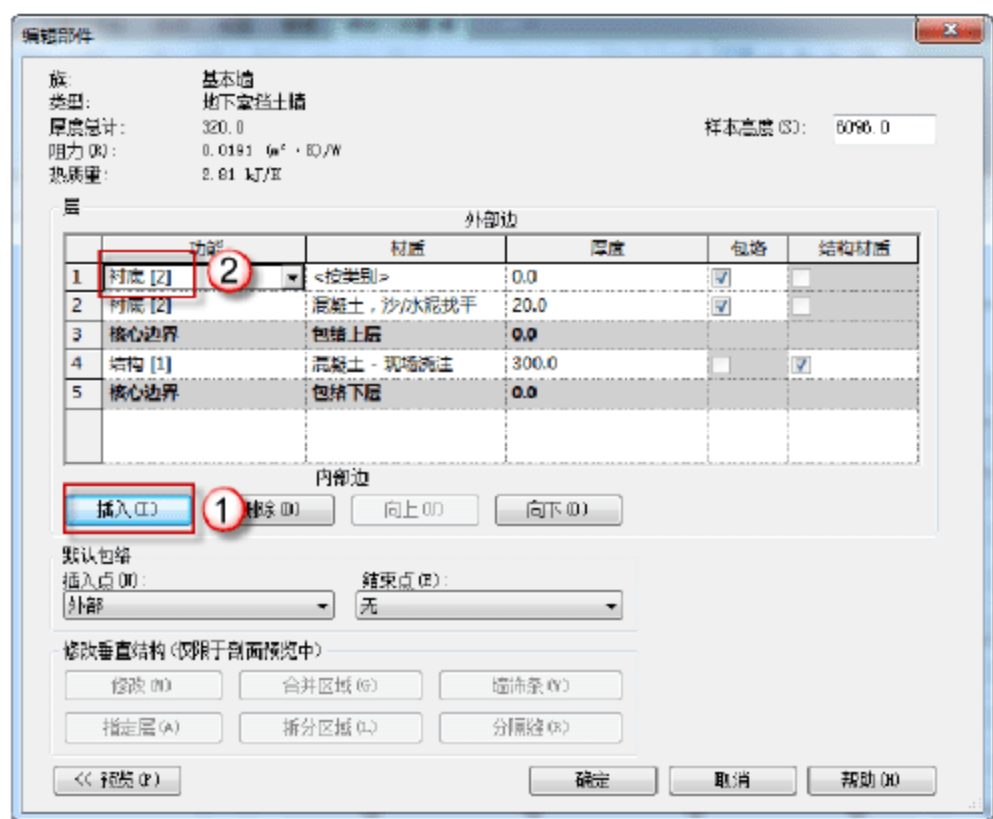 编辑部件
族: 基本墙
类型: 地下室挡土墙
厚度总计: 320.0 样本高度(S): 6096.0
阻力(R): 0.0191 (m²·K)/W
热质量: 2.81 kJ/K
层
外部边
功能 材质 厚度 包络 结构材质
1 衬底 [2] <按类别> 0.0
2 衬底 [2] 混凝土，沙/水泥找平 20.0
3 核心边界 包络上层 0.0
4 结构 [1] 混凝土 - 现场浇注 300.0
5 核心边界 包络下层 0.0
内部边
插入(I) 删除(D) 向上(U) 向下(O)
1
2
默认包络
插入点(N): 结束点(E):
外部 无
修改垂直结构(仅限于剖面预览中)
修改(M) 合并区域(G) 墙饰条(W)
指定层(A) 拆分区域(L) 分隔缝(R)
<< 预览(P) 确定 取消 帮助(H)